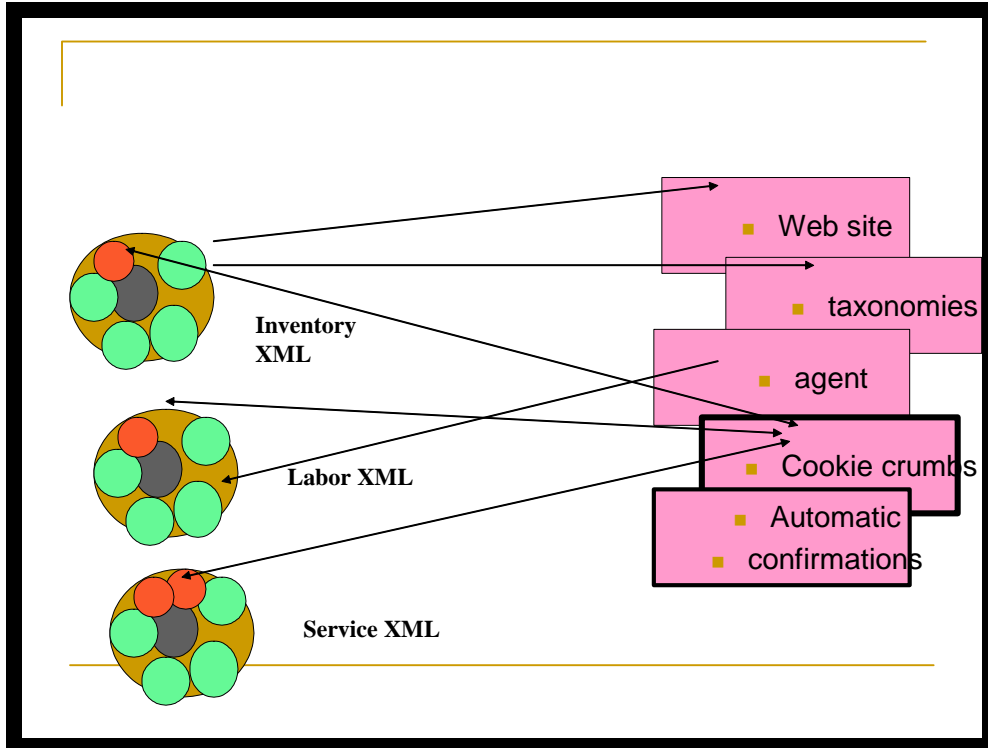 Web site
taxonomies
Inventory
XML
agent
Labor XML
Cookie crumbs
Automatic
confirmations
Service XML